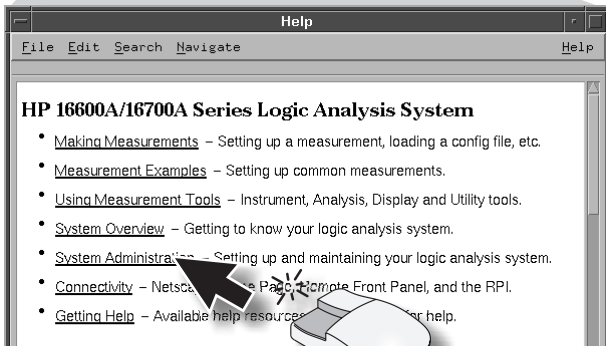 Help
File Edit Search Navigate Help
HP 16600A/16700A Series Logic Analysis System
• Making Measurements – Setting up a measurement, loading a config file, etc.
• Measurement Examples – Setting up common measurements.
• Using Measurement Tools – Instrument, Analysis, Display and Utility tools.
• System Overview – Getting to know your logic analysis system.
• System Administration – Setting up and maintaining your logic analysis system.
• Connectivity – Page, Remote Front Panel, and the RPI.
• Getting Help – Available help resources for help.